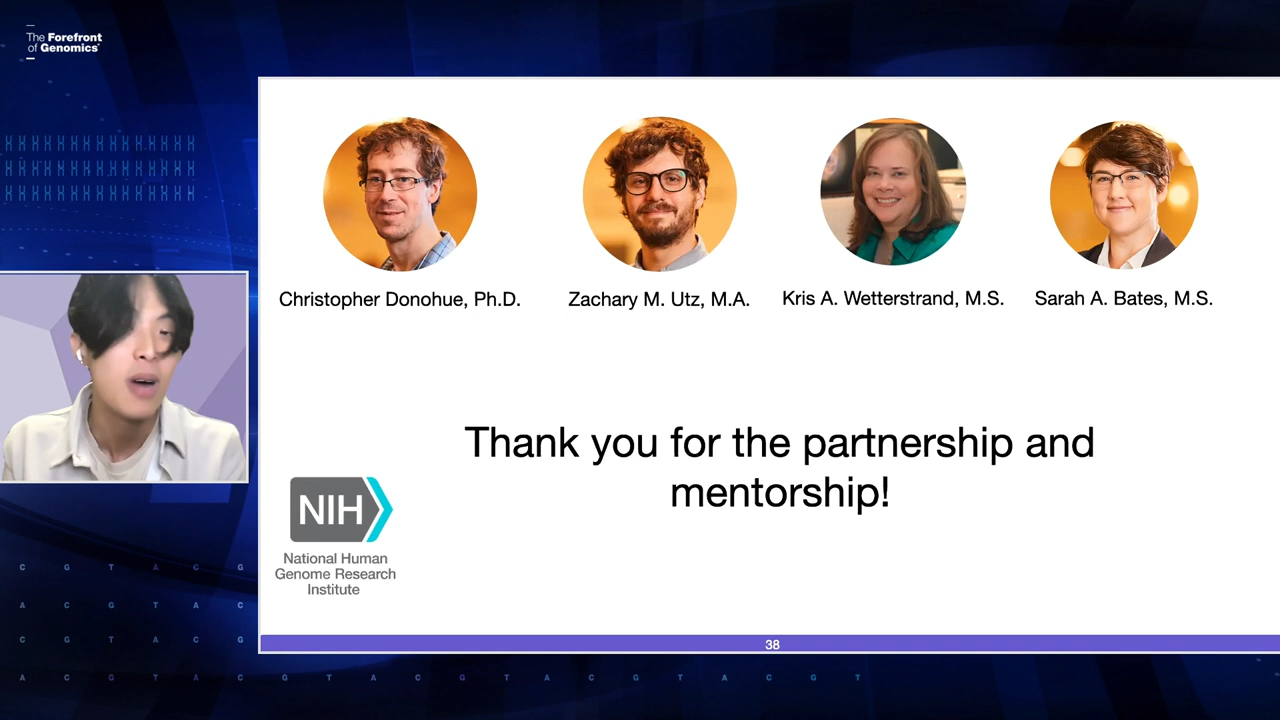 The Forefront
of Genomics®
Christopher Donohue, Ph.D.
Zachary M. Utz, M.A.
Kris A. Wetterstrand, M.S.
Sarah A. Bates, M.S.
Thank you for the partnership and
mentorship!
NIH
National Human
Genome Research
Institute
38
C G T A C G
A C G T A C
C G T A C G
A C G T A C G T A C G T A C G T A C G T